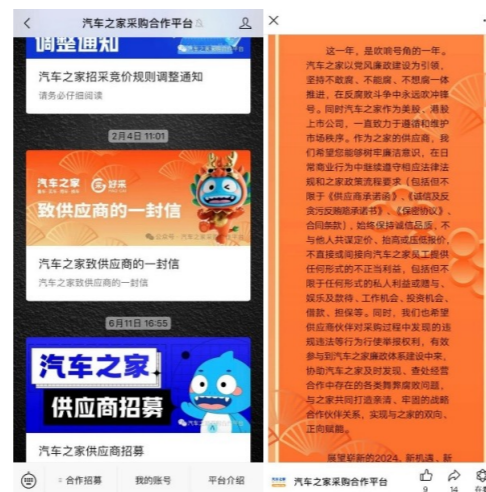 汽车之家采购合作平台
调整通知
汽车之家招采竞价规则调整通知
请务必仔细阅读
2月4日 11:01
汽车之家 好采
致供应商的一封信
公众号·汽车之家采购合作平台
汽车之家致供应商的一封信
汽车之家致供应商的一封信
6月11日 16:55
汽车之家
供应商招募
汽车之家供应商招募
合作招募 我的账号 平台介绍
这一年，是吹响号角的一年。
汽车之家以党风廉政建设为引领，
坚持不敢腐、不能腐、不想腐一体
推进，在反腐败斗争中永远吹冲锋
号。同时汽车之家作为美股、港股
上市公司，一直致力于遵循和维护
市场秩序。作为之家的供应商，我
们希望您能够树牢廉洁意识，在日
常商业行为中继续遵守相应法律法
规和之家政策流程要求（包括但不
限于《供应商承诺函》、《诚信及反
贪污反贿赂承诺书》、《保密协议》、
合同条款），始终保持诚信品质，不
与他人共谋定价、抬高或压低报价，
不直接或间接向汽车之家员工提供
任何形式的不正当利益，包括但不
限于任何形式的私人利益或赠与、
娱乐及款待、工作机会、投资机会、
借款、担保等。同时，我们也希望
供应商伙伴对采购过程中发现的违
规违法等行为行使举报权利，有效
参与到汽车之家廉政体系建设中来，
协助汽车之家及时发现、查处经营
合作中存在的各类舞弊腐败问题，
与之家共同打造亲清、牢固的战略
合作伙伴关系，实现与之家的双向、
正向赋能。
展望崭新的2024，新机遇，新
汽车之家采购合作平台
9 14